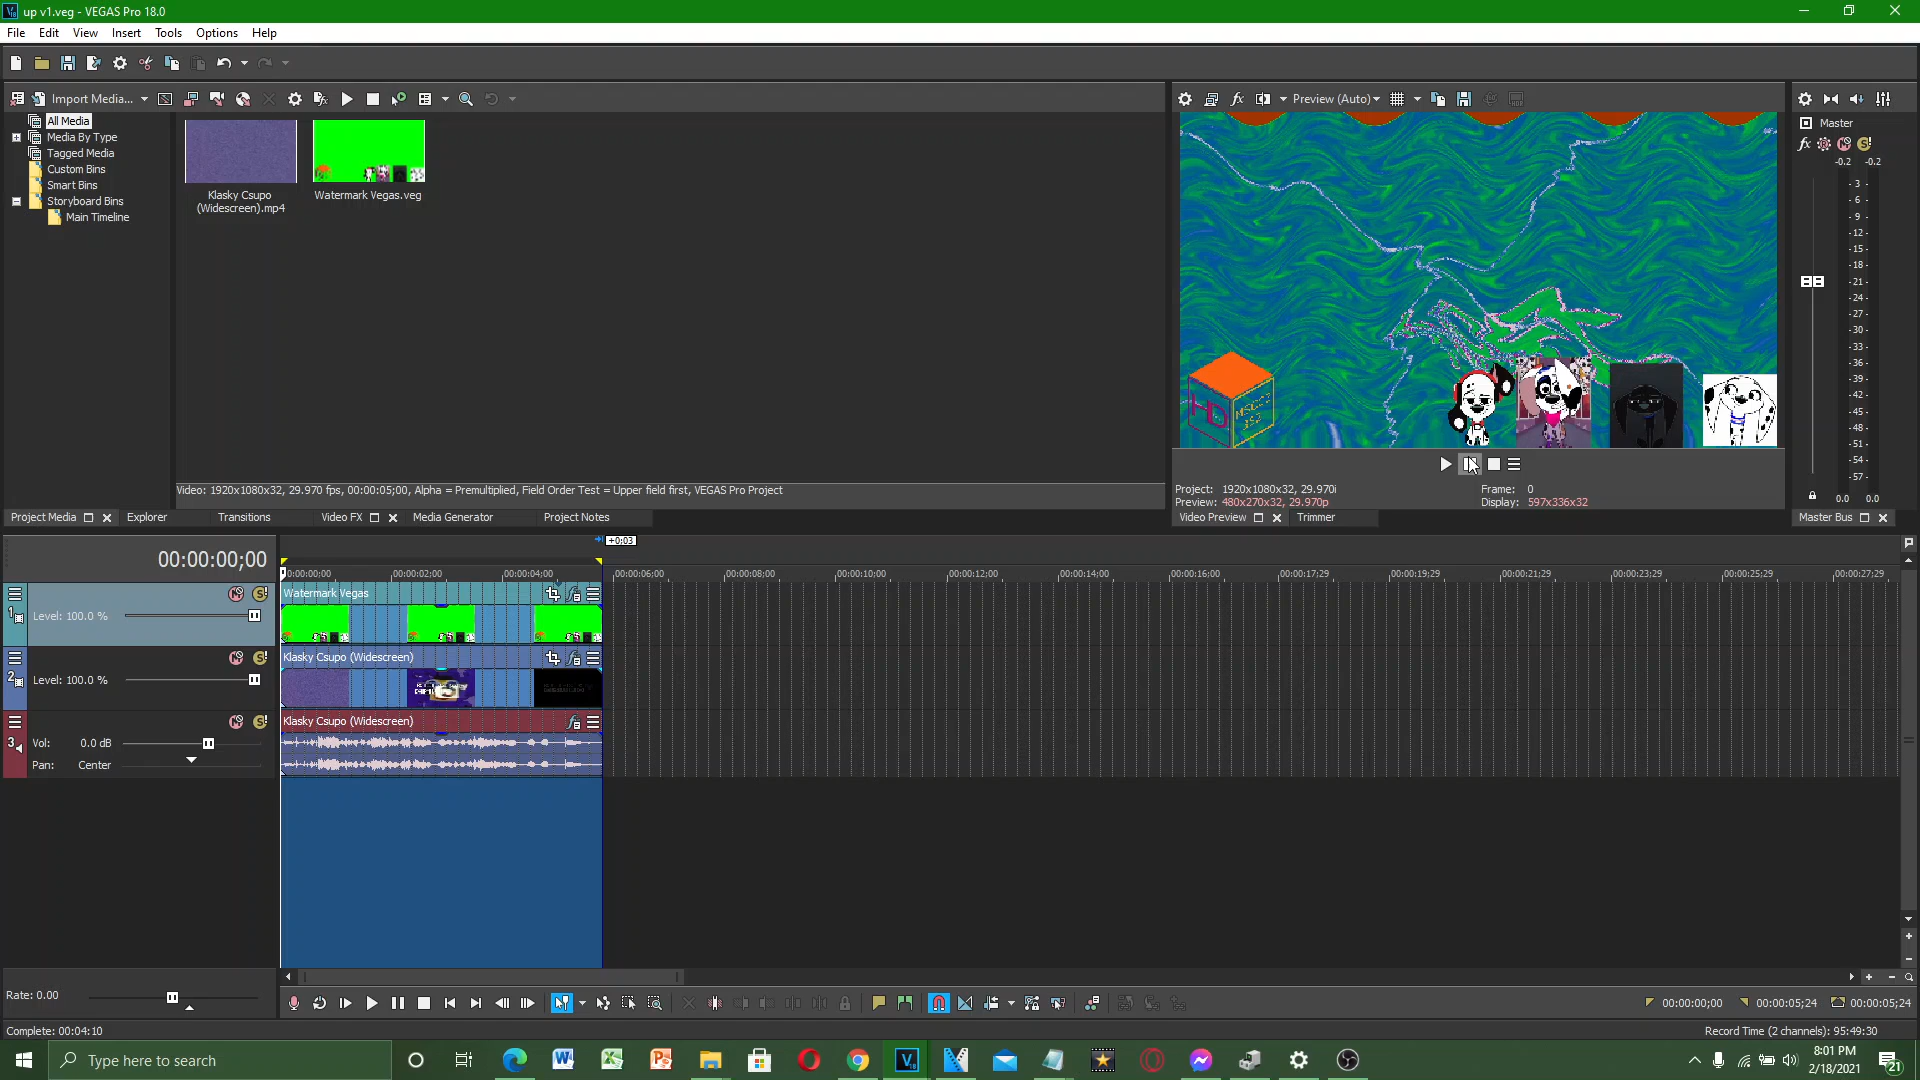 up v1.veg - VEGAS Pro 18.0
File Edit View Insert Tools Options Help
Import Media...
Preview (Auto)
All Media
Media By Type
Tagged Media
Custom Bins
Smart Bins
Storyboard Bins
Main Timeline
Klasky Csupo
(Widescreen).mp4
Watermark Vegas.veg
Master
-0.2 -0.2
3 -
6 -
9 -
12 -
15 -
18 -
21 -
24 -
27 -
30 -
33 -
36 -
39 -
42 -
45 -
48 -
51 -
54 -
57 -
0.0 0.0
HD
Video: 1920x1080x32, 29.970 fps, 00:00:05;00, Alpha = Premultiplied, Field Order Test = Upper field first, VEGAS Pro Project
Project: 1920x1080x32, 29.970i
Frame: 0
Preview: 480x270x32, 29.970p
Display: 597x336x32
Project Media Explorer Transitions Video FX Media Generator Project Notes
Video Preview Trimmer
Master Bus
00:00:00;00
+0;03
0:00:00;00 00:00:02;00 00:00:04;00 00:00:06;00 00:00:08;00 00:00:10;00 00:00:12;00 00:00:14;00 00:00:16;00 00:00:17;29 00:00:19;29 00:00:21;29 00:00:23;29 00:00:25;29 00:00:27;29
Watermark Vegas
1 Level: 100.0 %
Klasky Csupo (Widescreen)
2 Level: 100.0 %
Klasky Csupo (Widescreen)
3 Vol: 0.0 dB
Pan: Center
Rate: 0.00
00:00:00;00 00:00:05;24 00:00:05;24
Complete: 00:04:10
Record Time (2 channels): 95:49:30
Type here to search
8:01 PM
2/18/2021
21